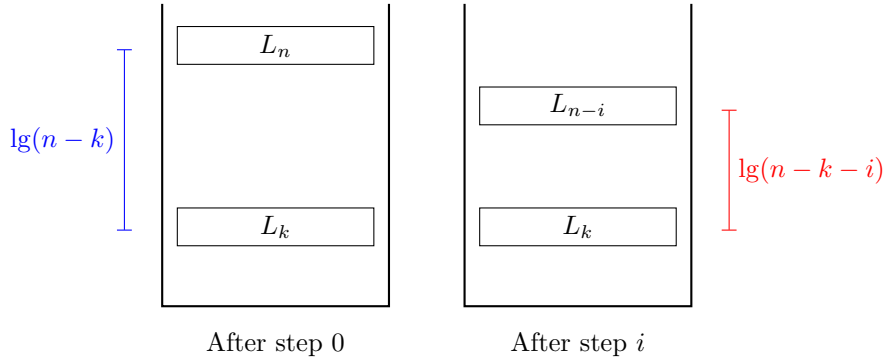 L_n
L_{n−i}
lg(n − k)
lg(n − k − i)
L_k
L_k
After step 0
After step i